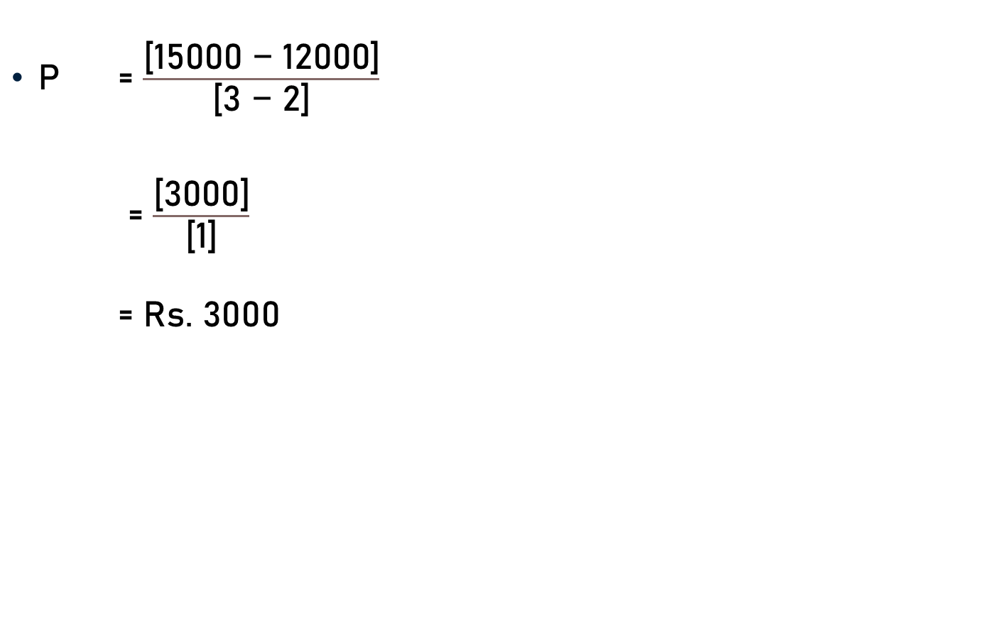 • P = [15000 − 12000]
[3 − 2]
= [3000]
[1]
= Rs. 3000